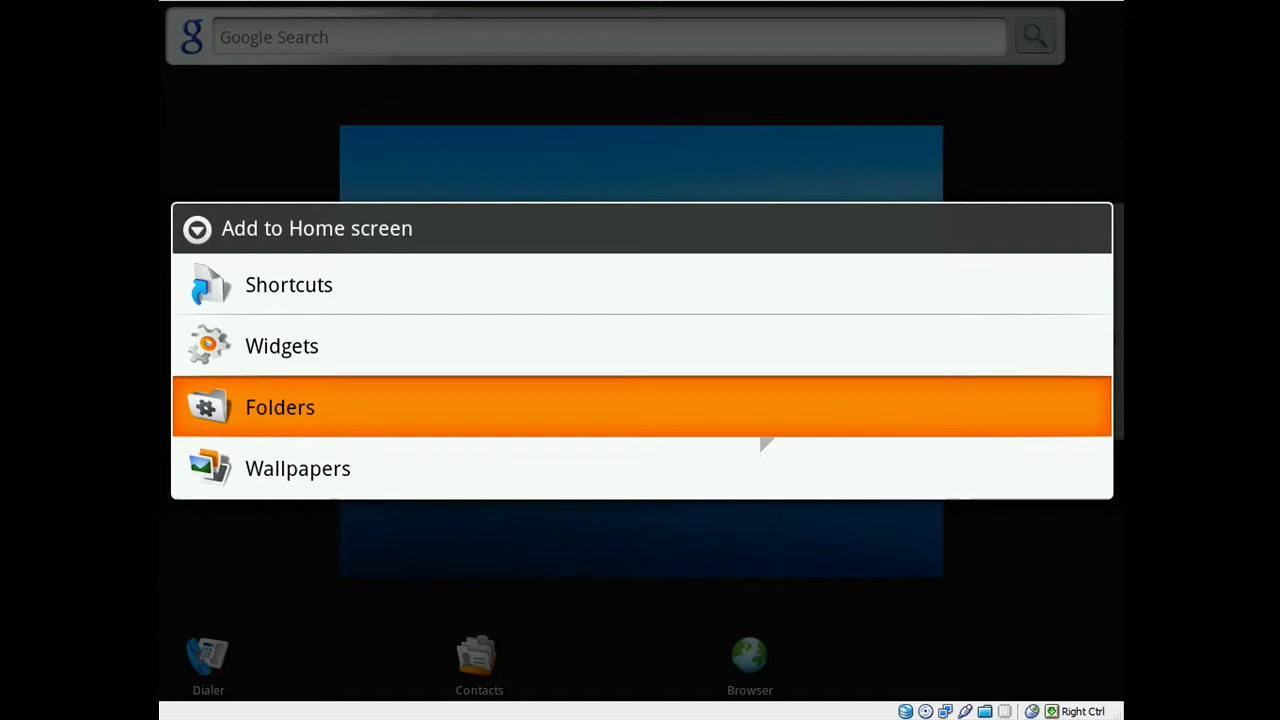 g
Google Search
Add to Home screen
Shortcuts
Widgets
Folders
Wallpapers
Dialer
Contacts
Browser
Right Ctrl